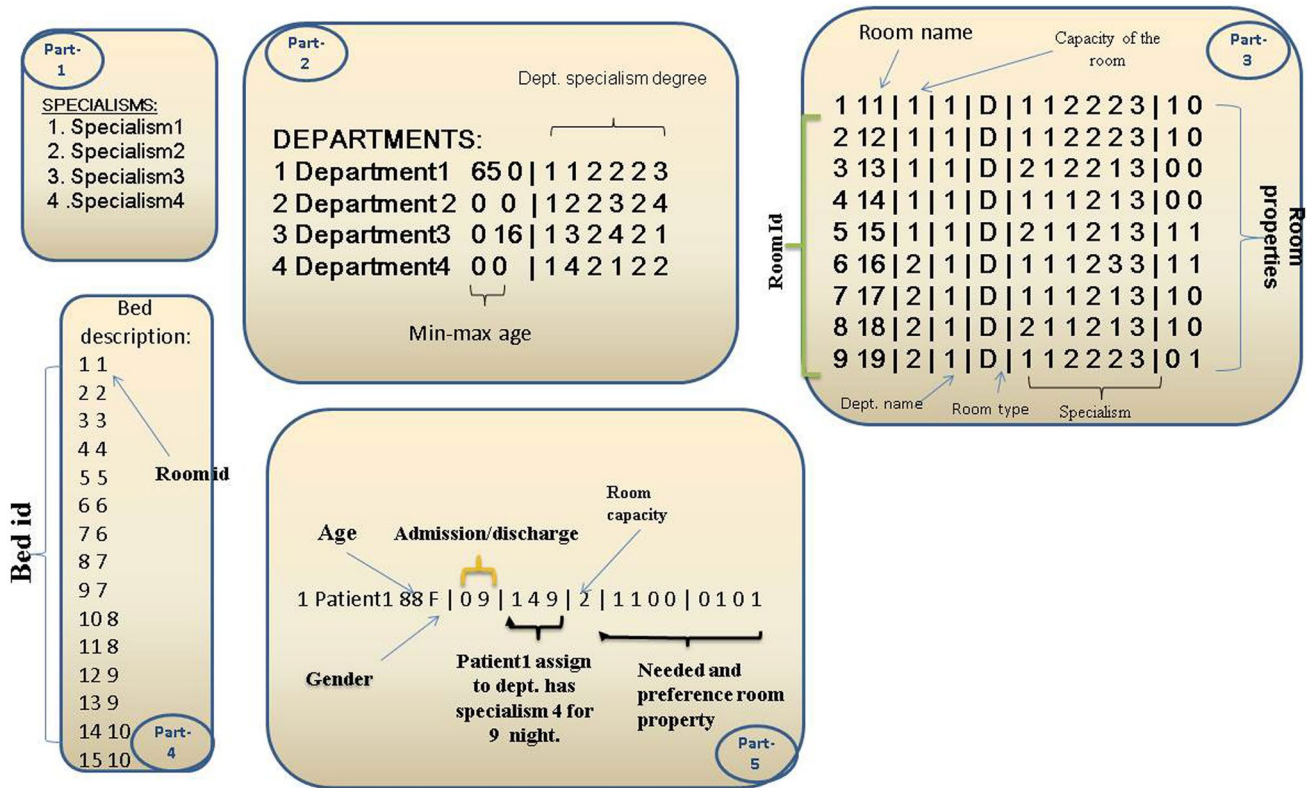 Part-
1
SPECIALISMS:
1. Specialism1
2. Specialism2
3. Specialism3
4 .Specialism4
Part-
2
Dept. specialism degree
DEPARTMENTS:
1 Department1 65 0 | 1 1 2 2 2 3
2 Department 2 0 0 | 1 2 2 3 2 4
3 Department3 0 16 | 1 3 2 4 2 1
4 Department4 0 0 | 1 4 2 1 2 2
Min-max age
Part-
3
Room name
Capacity of the
room
1 11 | 1 | 1 | D | 1 1 2 2 2 3 | 1 0
2 12 | 1 | 1 | D | 1 1 2 2 2 3 | 1 0
3 13 | 1 | 1 | D | 2 1 2 2 1 3 | 0 0
4 14 | 1 | 1 | D | 1 1 1 2 1 3 | 0 0
5 15 | 1 | 1 | D | 2 1 1 2 1 3 | 1 1
6 16 | 2 | 1 | D | 1 1 1 2 3 3 | 1 1
7 17 | 2 | 1 | D | 1 1 1 2 1 3 | 1 0
8 18 | 2 | 1 | D | 2 1 1 2 1 3 | 1 0
9 19 | 2 | 1 | D | 1 1 2 2 2 3 | 0 1
Room Id
Room
properties
Dept. name
Room type
Specialism
Bed
description:
1 1
2 2
3 3
4 4
5 5
6 6
7 6
8 7
9 7
10 8
11 8
12 9
13 9
14 10
15 10
Room id
Bed id
Part-
4
Room
capacity
Age
Admission/discharge
1 Patient1 88 F | 0 9 | 1 4 9 | 2 | 1 1 0 0 | 0 1 0 1
Gender
Patient1 assign
to dept. has
specialism 4 for
9 night.
Needed and
preference room
property
Part-
5